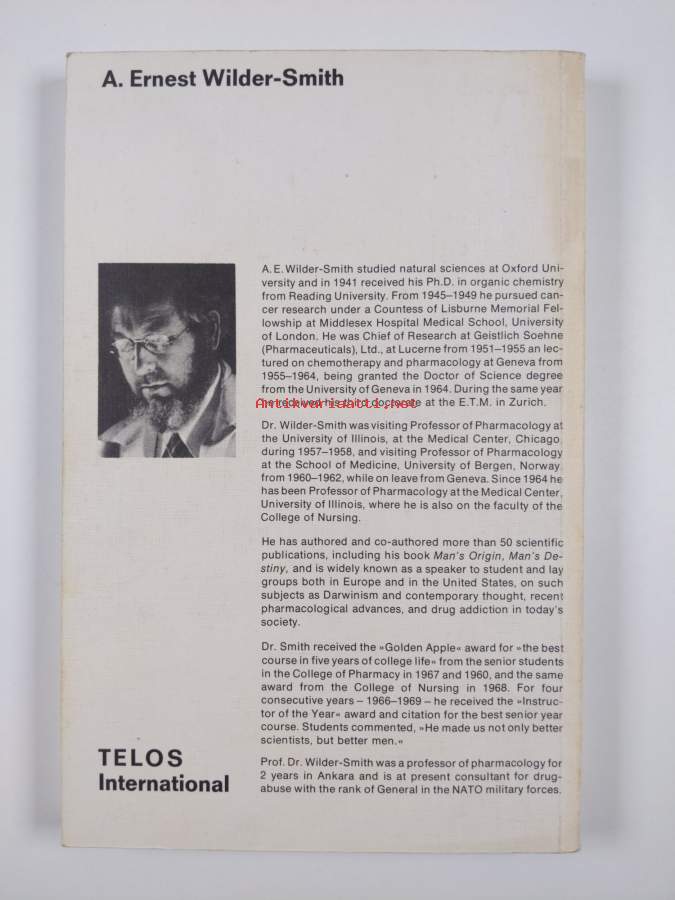 A. Ernest Wilder-Smith
A. E. Wilder-Smith studied natural sciences at Oxford Uni-
versity and in 1941 received his Ph.D. in organic chemistry
from Reading University. From 1945–1949 he pursued can-
cer research under a Countess of Lisburne Memorial Fel-
lowship at Middlesex Hospital Medical School, University
of London. He was Chief of Research at Geistlich Soehne
(Pharmaceuticals), Ltd., at Lucerne from 1951–1955 an lec-
tured on chemotherapy and pharmacology at Geneva from
1955–1964, being granted the Doctor of Science degree
from the University of Geneva in 1964. During the same year
he received his third doctorate at the E.T.M. in Zurich.
Antikvariaatti.net
Dr. Wilder-Smith was visiting Professor of Pharmacology at
the University of Illinois, at the Medical Center, Chicago
during 1957–1958, and visiting Professor of Pharmacology
at the School of Medicine, University of Bergen, Norway
from 1960–1962, while on leave from Geneva. Since 1964 he
has been Professor of Pharmacology at the Medical Center,
University of Illinois, where he is also on the faculty of the
College of Nursing.
He has authored and co-authored more than 50 scientific
publications, including his book Man's Origin, Man's De-
stiny, and is widely known as a speaker to student and lay
groups both in Europe and in the United States, on such
subjects as Darwinism and contemporary thought, recent
pharmacological advances, and drug addiction in today's
society.
Dr. Smith received the »Golden Apple« award for »the best
course in five years of college life« from the senior students
in the College of Pharmacy in 1967 and 1960, and the same
award from the College of Nursing in 1968. For four
consecutive years – 1966–1969 – he received the »Instruc-
tor of the Year« award and citation for the best senior year
course. Students commented, »He made us not only better
scientists, but better men.«
Prof. Dr. Wilder-Smith was a professor of pharmacology for
2 years in Ankara and is at present consultant for drug-
abuse with the rank of General in the NATO military forces.
TELOS
International